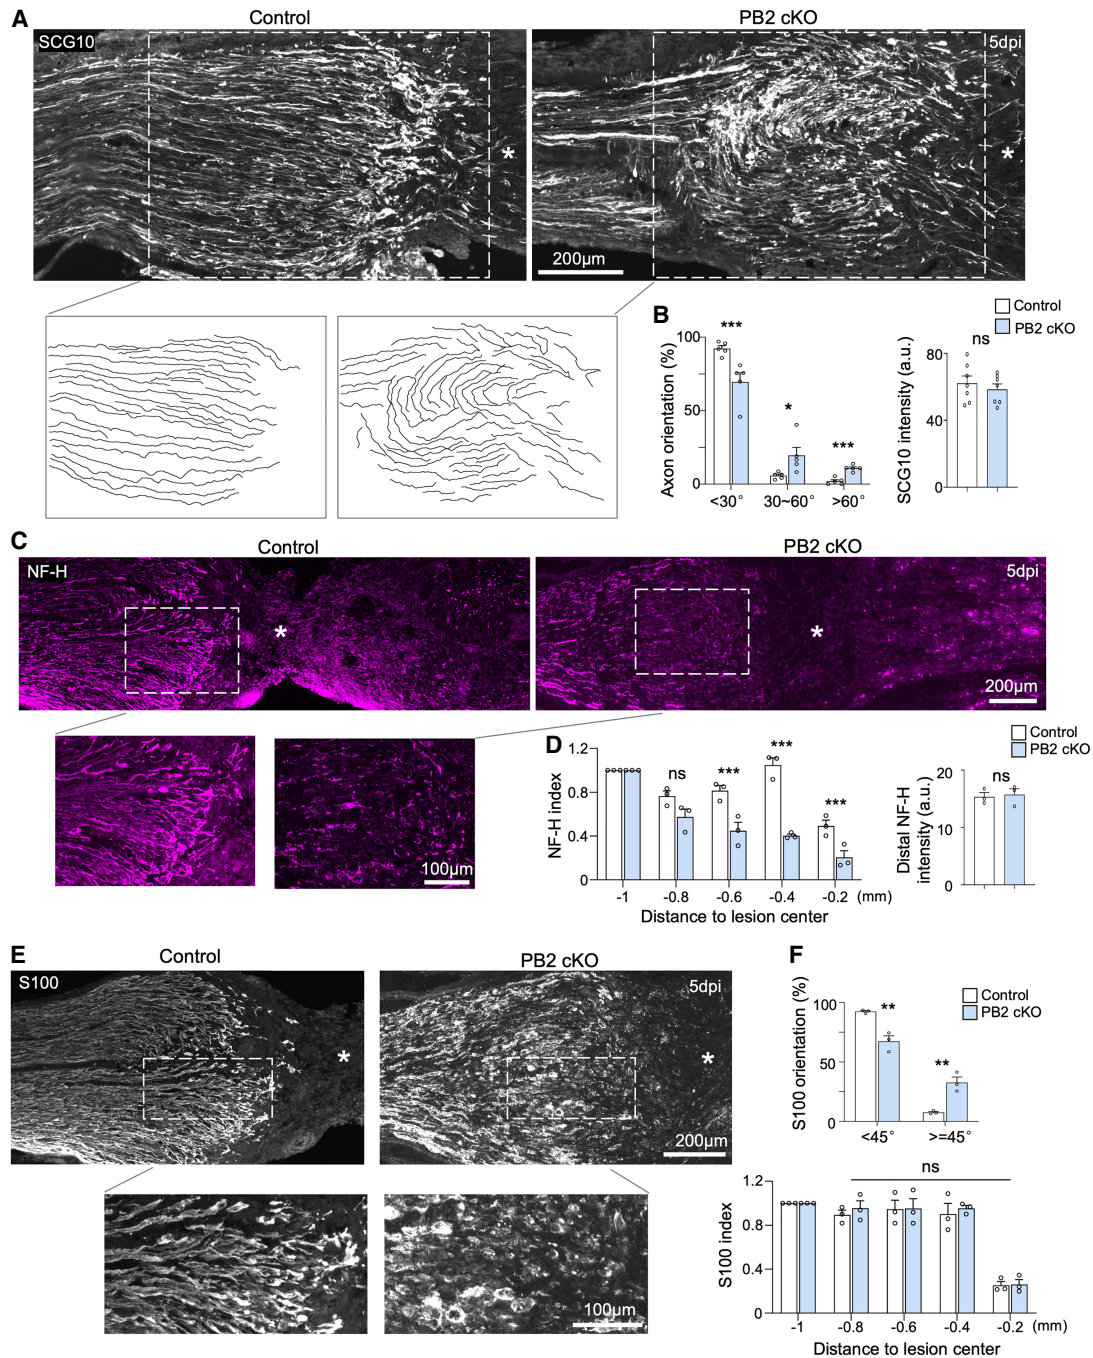 A
Control
PB2 cKO
SCG10
5dpi
*
*
200µm
B
Control
PB2 cKO
Axon orientation (%)
100
50
0
***
*
***
<30°
30~60°
>60°
SCG10 intensity (a.u.)
80
40
0
ns
C
Control
PB2 cKO
NF-H
5dpi
*
*
200µm
100µm
D
Control
PB2 cKO
NF-H index
1.2
0.8
0.4
0
ns
***
***
***
-1
-0.8
-0.6
-0.4
-0.2
(mm)
Distance to lesion center
Distal NF-H
intensity (a.u.)
20
10
0
ns
E
Control
PB2 cKO
S100
5dpi
*
*
200µm
100µm
F
Control
PB2 cKO
S100 orientation (%)
100
50
0
**
**
<45°
>=45°
ns
S100 index
1.2
0.8
0.4
0
-1
-0.8
-0.6
-0.4
-0.2
(mm)
Distance to lesion center